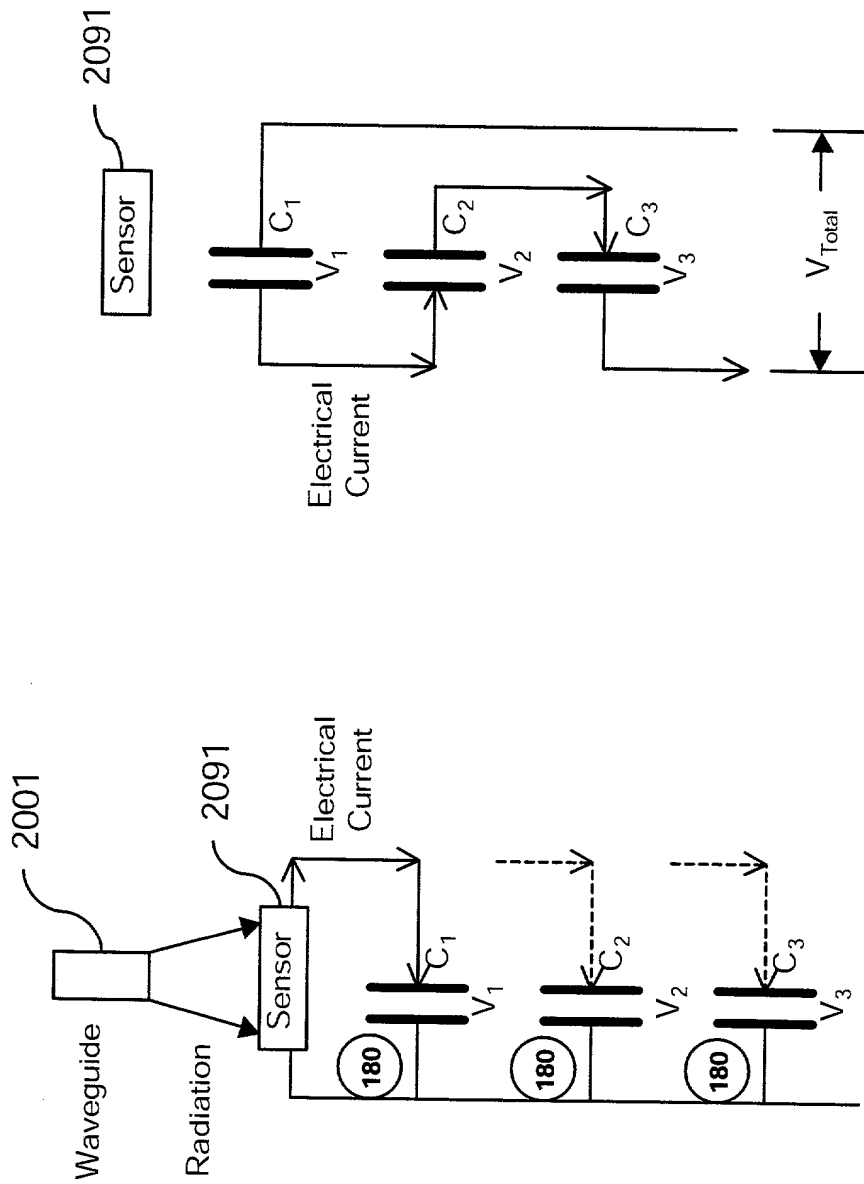 Waveguide
2001
Radiation
Sensor
2091
Electrical
Current
180
C1
V1
180
C2
V2
180
C3
V3
Sensor
2091
C1
V1
Electrical
Current
C2
V2
C3
V3
VTotal